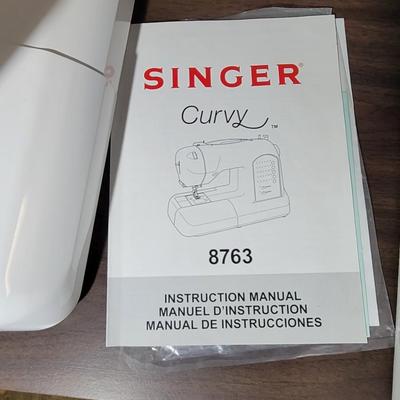 SINGER®
Curvy™
8763
INSTRUCTION MANUAL
MANUEL D'INSTRUCTION
MANUAL DE INSTRUCCIONES